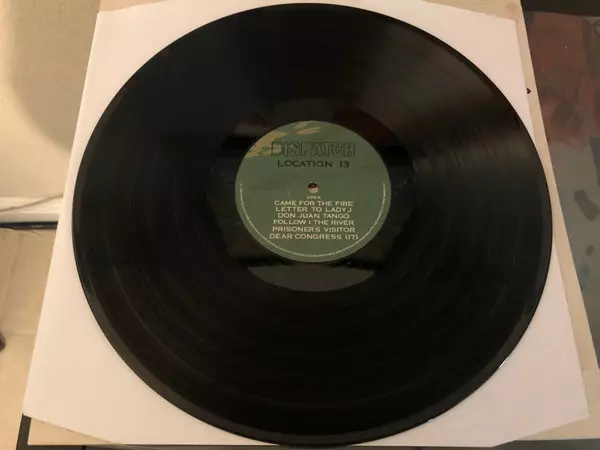 DISPATCH
LOCATION 13
CAME FOR THE FIRE
LETTER TO LADY J
DON JUAN TANGO
FOLLOW I THE RIVER
PRISONER'S VISITOR
DEAR CONGRESS (17)